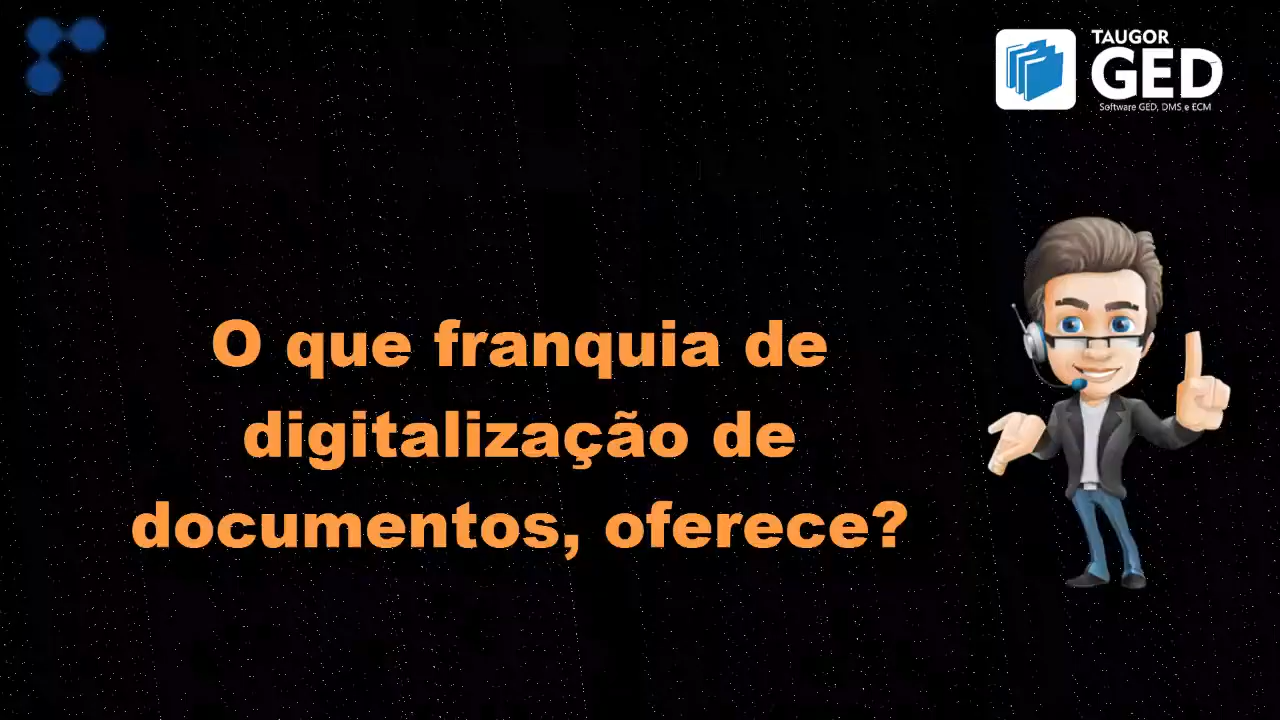 TAUGOR
GED
Software GED, DMS e ECM
O que franquia de
digitalização de
documentos, oferece?